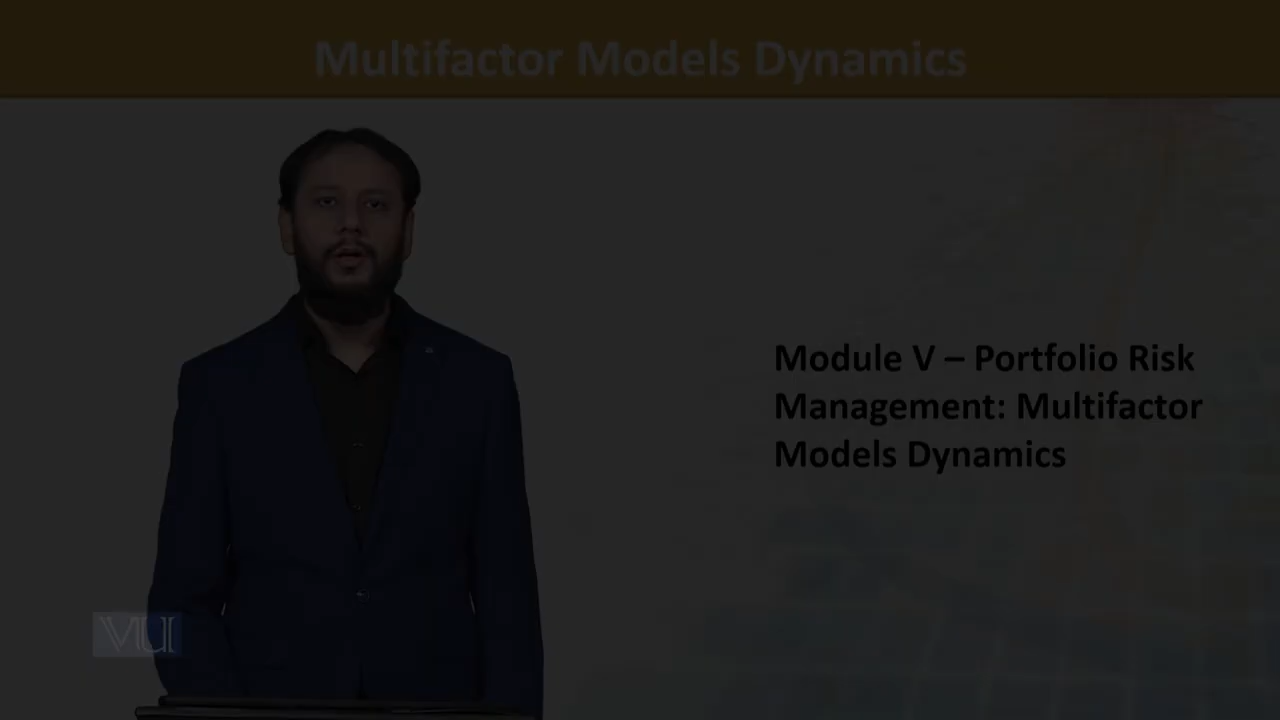 Multifactor Models Dynamics
Module V – Portfolio Risk
Management: Multifactor
Models Dynamics
VU